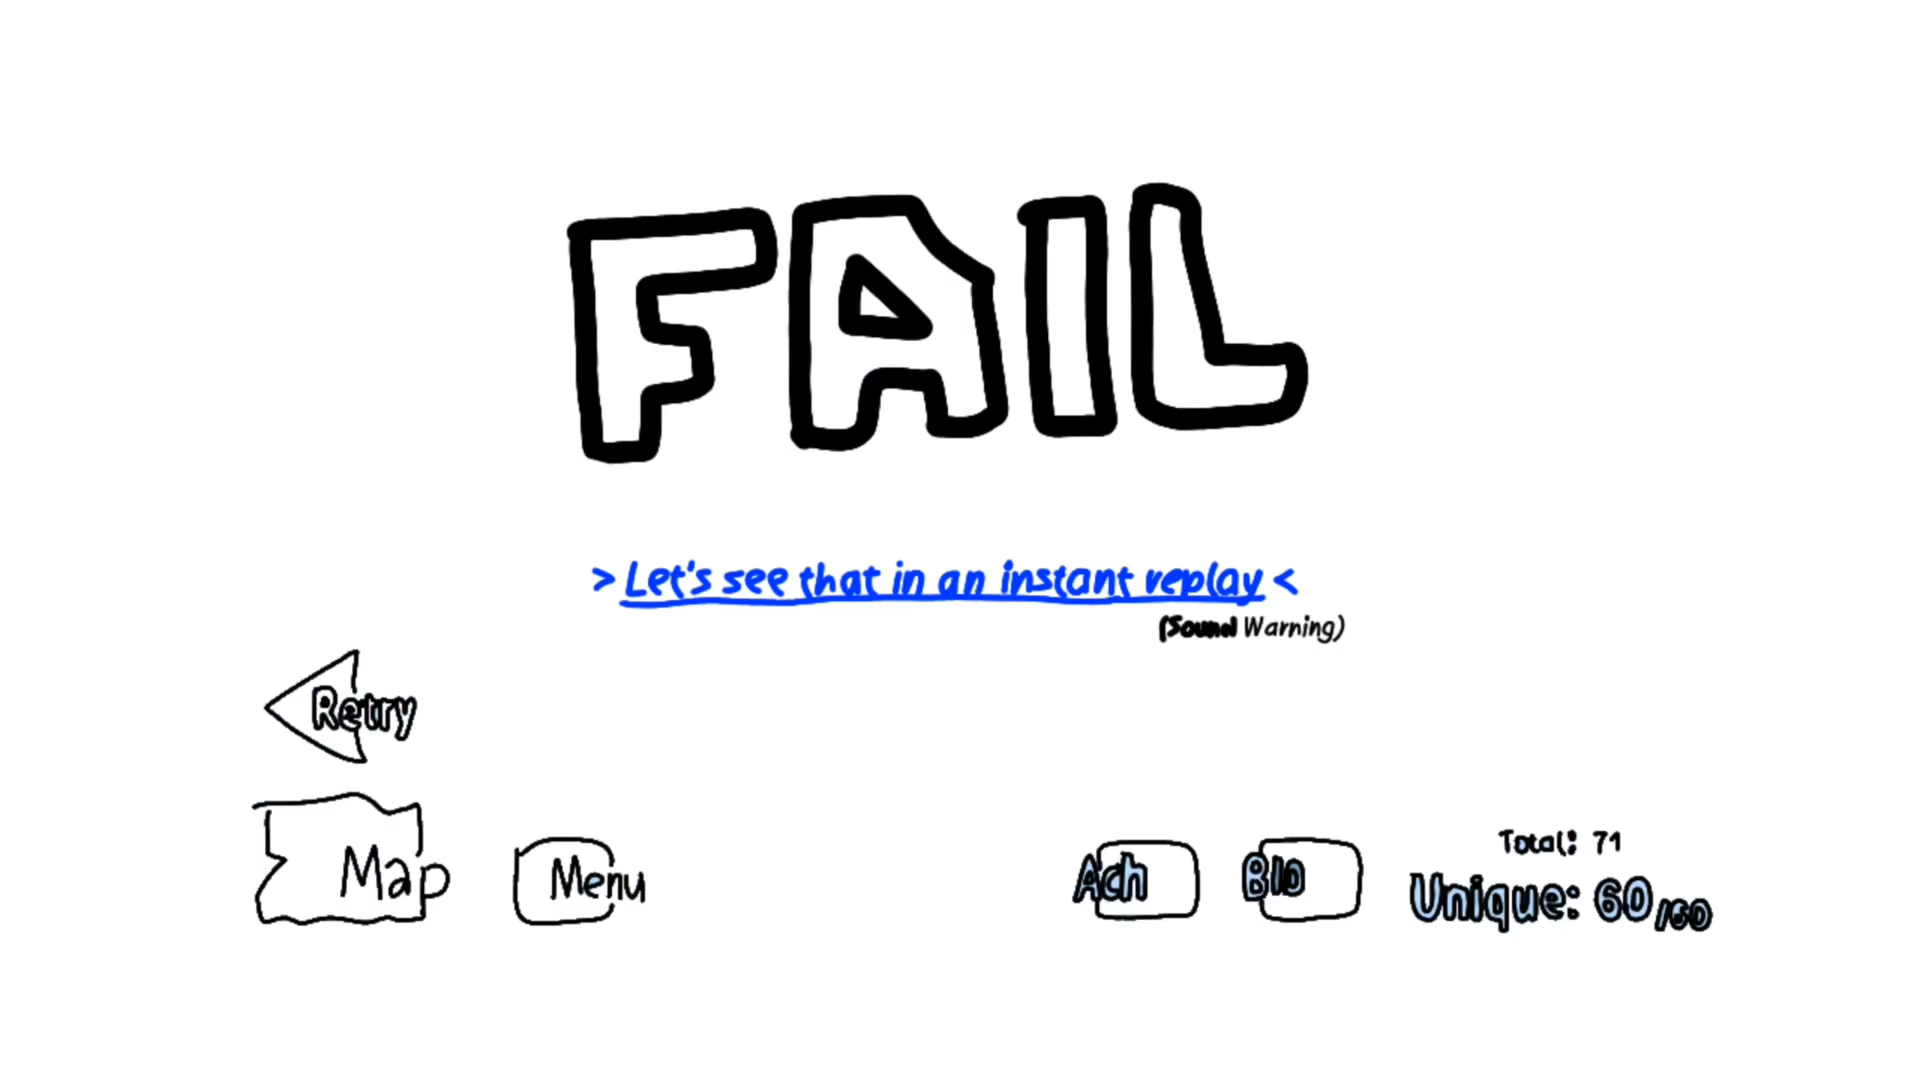 FAIL
>Let's see that in an instant replay<
(Sound Warning)
Retry
Map
Menu
Ach
BIO
Total: 71
Unique: 60/60